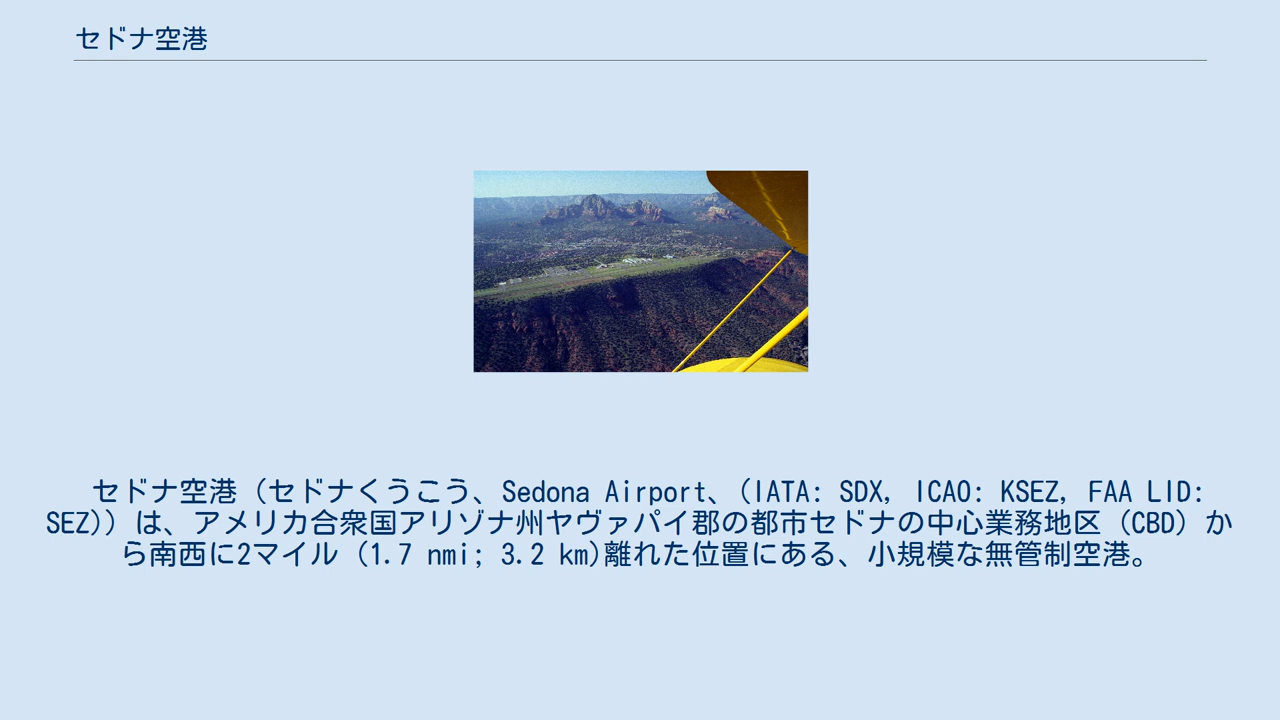 セドナ空港
セドナ空港（セドナくうこう、Sedona Airport、(IATA: SDX, ICAO: KSEZ, FAA LID:
SEZ)）は、アメリカ合衆国アリゾナ州ヤヴァパイ郡の都市セドナの中心業務地区（CBD）か
ら南西に2マイル (1.7 nmi; 3.2 km)離れた位置にある、小規模な無管制空港。